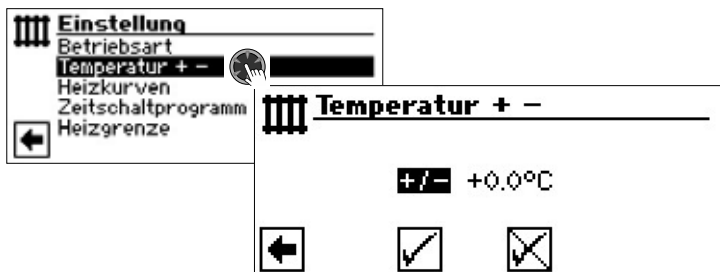 Einstellung
Betriebsart
Temperatur + -
Heizkurven
Zeitschaltprogramm
Heizgrenze
Temperatur + -
+/- +0.0°C